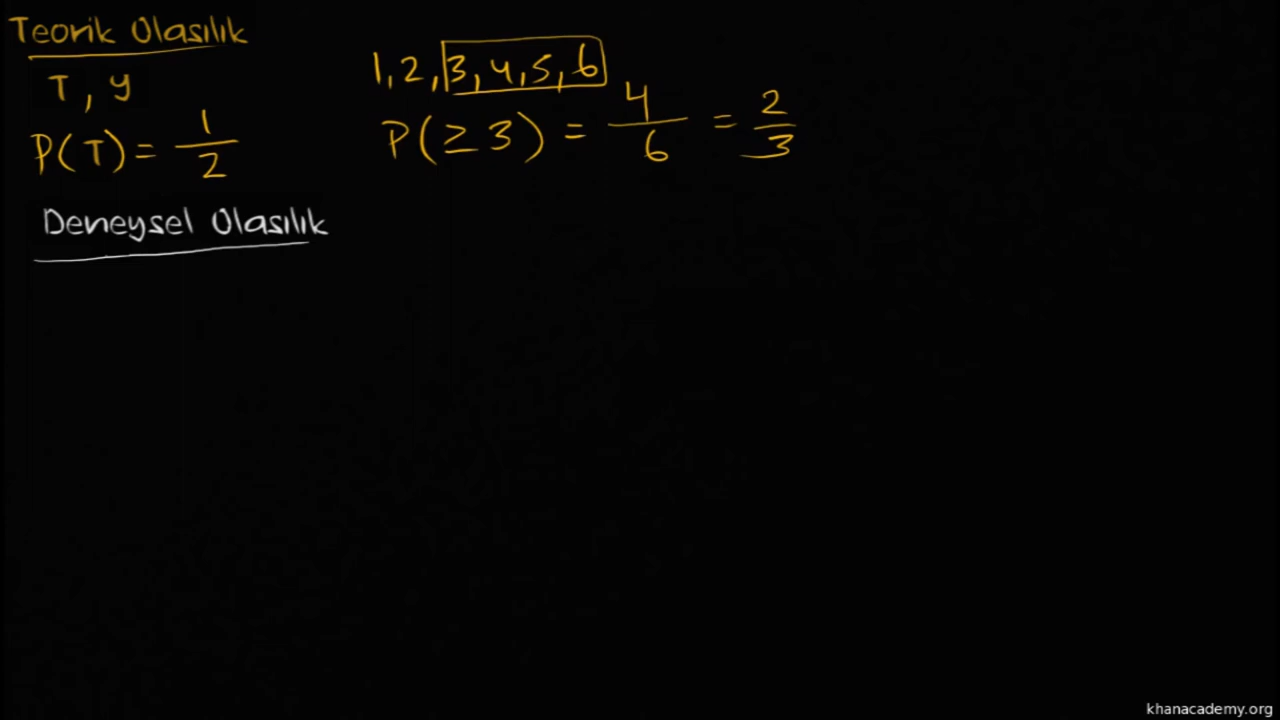 Teorik Olasılık
T, Y
P(T) = 1/2
1, 2, 3, 4, 5, 6
P(≥ 3) = 4/6 = 2/3
Deneysel Olasılık
khanacademy.org